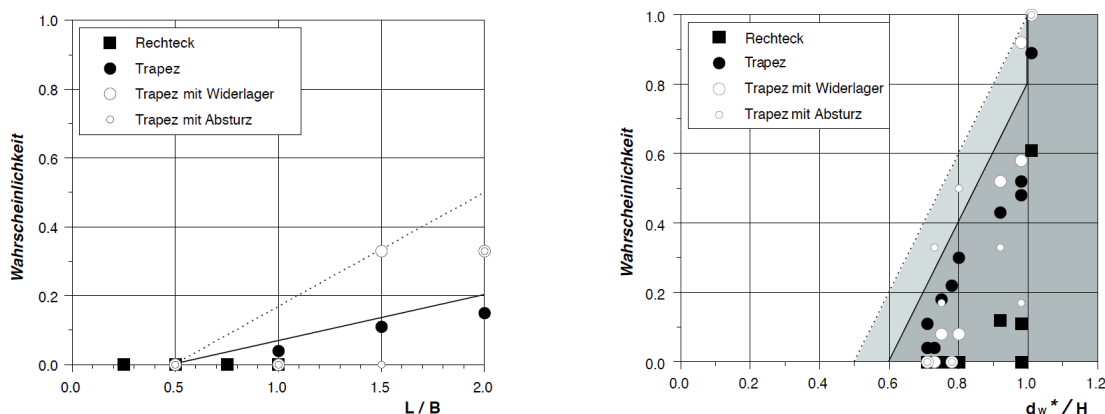 Wahrscheinlichkeit
1.0
0.8
0.6
0.4
0.2
0.0
Rechteck
Trapez
Trapez mit Widerlager
Trapez mit Absturz
0.0 0.5 1.0 1.5 2.0
L / B
Wahrscheinlichkeit
1.0
0.8
0.6
0.4
0.2
0.0
Rechteck
Trapez
Trapez mit Widerlager
Trapez mit Absturz
0.0 0.2 0.4 0.6 0.8 1.0 1.2
dw*/H